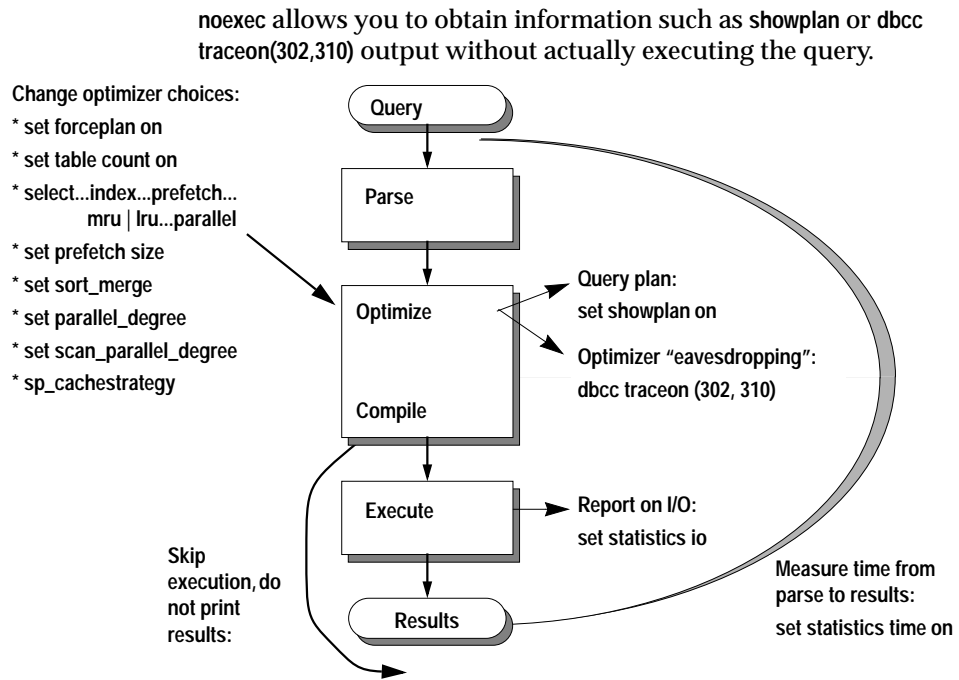 noexec allows you to obtain information such as showplan or dbcc
traceon(302,310) output without actually executing the query.
Change optimizer choices:
* set forceplan on
* set table count on
* select...index...prefetch...
mru | lru...parallel
* set prefetch size
* set sort_merge
* set parallel_degree
* set scan_parallel_degree
* sp_cachestrategy
Query
Parse
Optimize
Compile
Query plan:
set showplan on
Optimizer “eavesdropping”:
dbcc traceon (302, 310)
Execute
Report on I/O:
set statistics io
Skip
execution, do
not print
results:
Results
Measure time from
parse to results:
set statistics time on